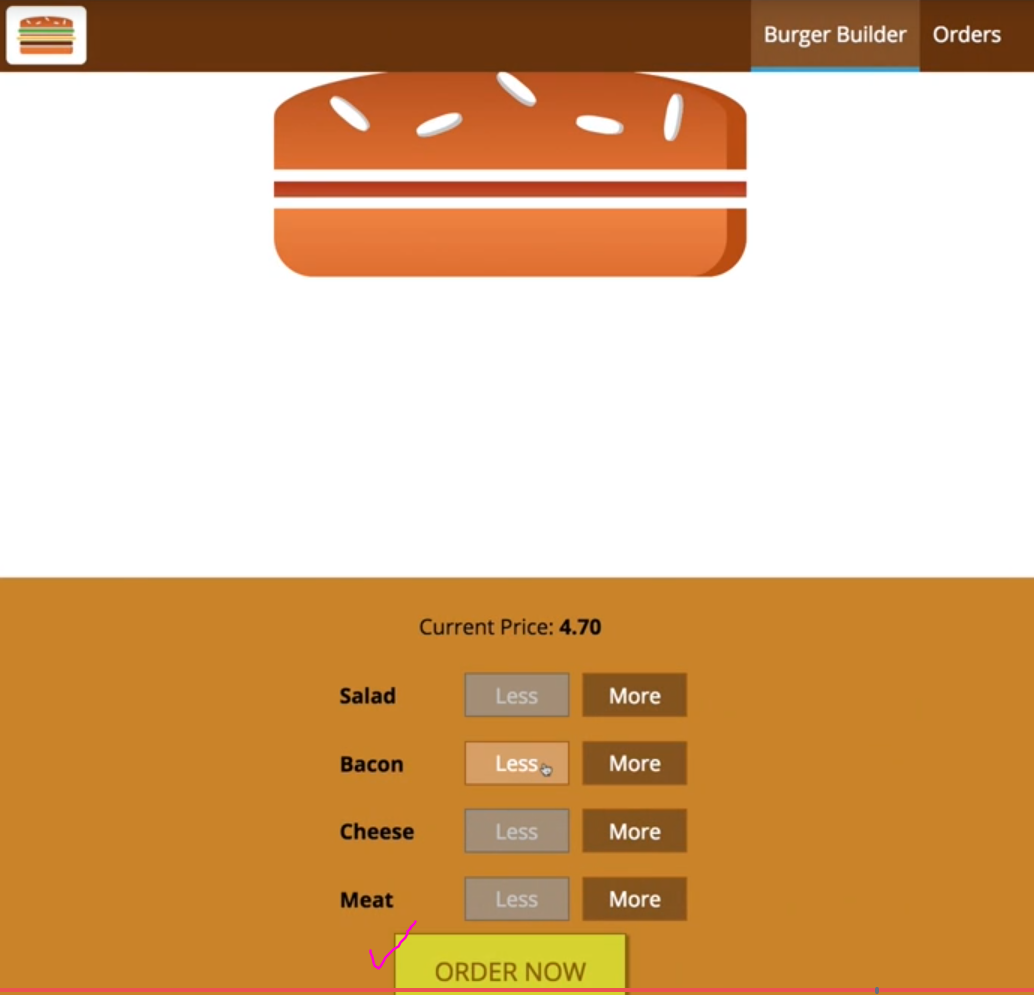 Burger Builder Orders
Current Price: 4.70
Salad Less More
Bacon Less More
Cheese Less More
Meat Less More
ORDER NOW